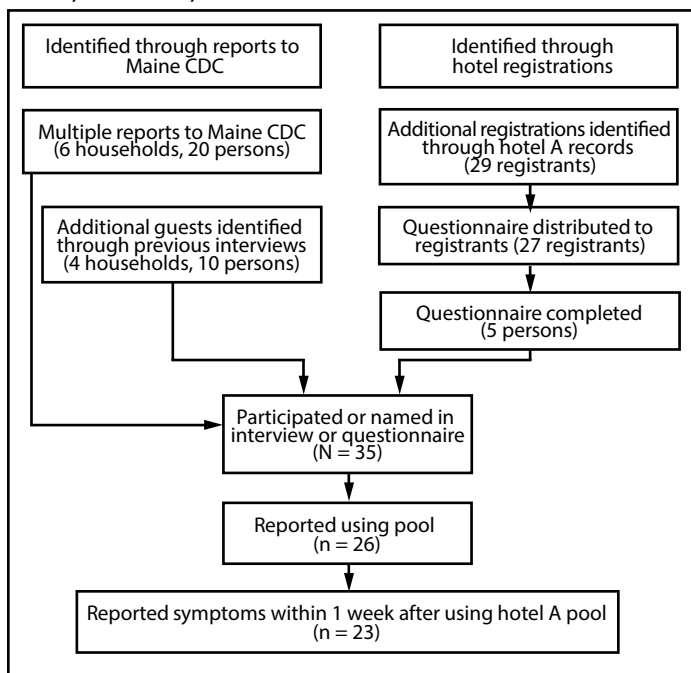 Identified through reports to
Maine CDC
Identified through
hotel registrations
Multiple reports to Maine CDC
(6 households, 20 persons)
Additional registrations identified
through hotel A records
(29 registrants)
Additional guests identified
through previous interviews
(4 households, 10 persons)
Questionnaire distributed to
registrants (27 registrants)
Questionnaire completed
(5 persons)
Participated or named in
interview or questionnaire
(N = 35)
Reported using pool
(n = 26)
Reported symptoms within 1 week after using hotel A pool
(n = 23)